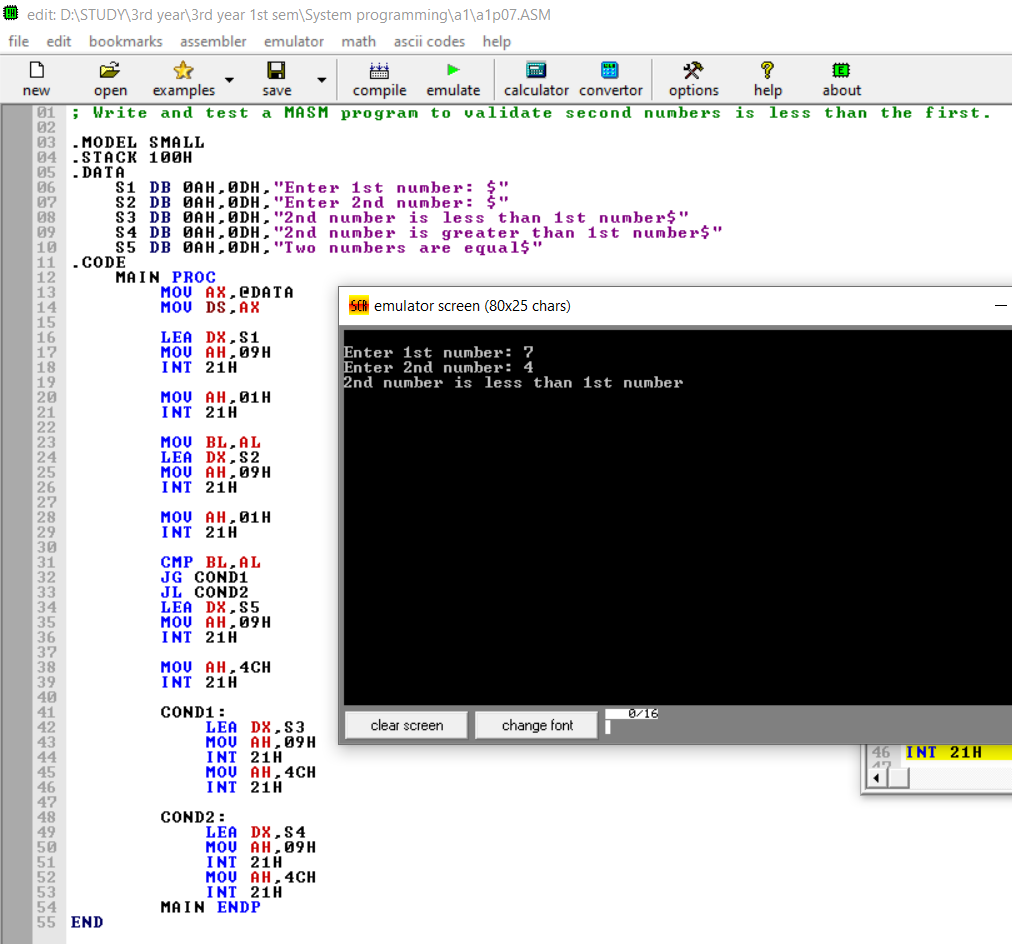 edit: D:\STUDY\3rd year\3rd year 1st sem\System programming\a1\a1p07.ASM
file edit bookmarks assembler emulator math ascii codes help
new open examples save compile emulate calculator convertor options help about
01 ; Write and test a MASM program to validate second numbers is less than the first.
02
03 .MODEL SMALL
04 .STACK 100H
05 .DATA
06 S1 DB 0AH,0DH,"Enter 1st number: $"
07 S2 DB 0AH,0DH,"Enter 2nd number: $"
08 S3 DB 0AH,0DH,"2nd number is less than 1st number$"
09 S4 DB 0AH,0DH,"2nd number is greater than 1st number$"
10 S5 DB 0AH,0DH,"Two numbers are equal$"
11 .CODE
12 MAIN PROC
13 MOV AX,@DATA
14 MOV DS,AX
15
16 LEA DX,S1
17 MOV AH,09H
18 INT 21H
19
20 MOV AH,01H
21 INT 21H
22
23 MOV BL,AL
24 LEA DX,S2
25 MOV AH,09H
26 INT 21H
27
28 MOV AH,01H
29 INT 21H
30
31 CMP BL,AL
32 JG COND1
33 JL COND2
34 LEA DX,S5
35 MOV AH,09H
36 INT 21H
37
38 MOV AH,4CH
39 INT 21H
40
41 COND1:
42 LEA DX,S3
43 MOV AH,09H
44 INT 21H
45 MOV AH,4CH
46 INT 21H
47
48 COND2:
49 LEA DX,S4
50 MOV AH,09H
51 INT 21H
52 MOV AH,4CH
53 INT 21H
54 MAIN ENDP
55 END
SCR emulator screen (80x25 chars)
Enter 1st number: 7
Enter 2nd number: 4
2nd number is less than 1st number
clear screen change font 0/16
46 INT 21H
47